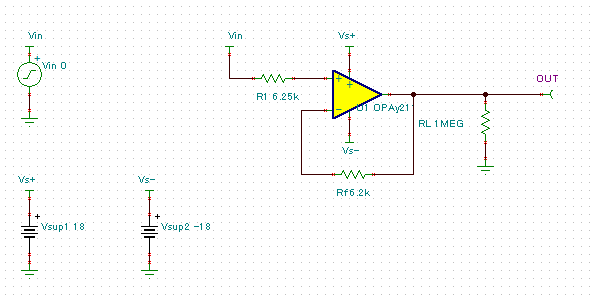 Vin
Vin 0
Vin
Vs+
R1 6.25k
+
+
-
U1 OPAy211
Vs-
Rf 6.2k
RL 1MEG
OUT
Vs+
Vsup1 18
Vs-
Vsup2 -18